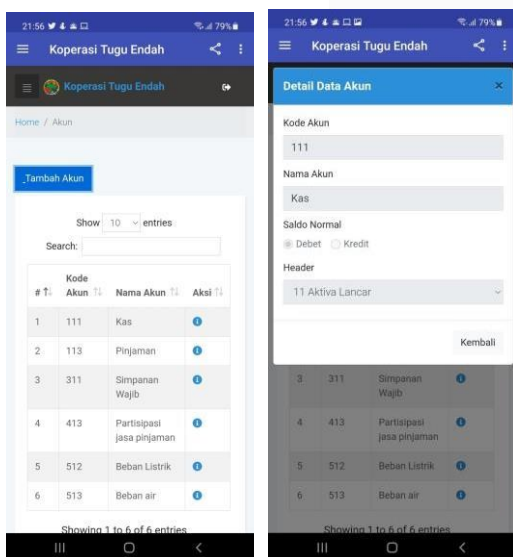 21:56 79%
Koperasi Tugu Endah
Koperasi Tugu Endah
Home / Akun
Tambah Akun
Show 10 entries
Search:
# Kode Akun Nama Akun Aksi
1 111 Kas
2 113 Pinjaman
3 311 Simpanan Wajib
4 413 Partisipasi jasa pinjaman
5 512 Beban Listrik
6 513 Beban air
Showing 1 to 6 of 6 entries
21:56 79%
Koperasi Tugu Endah
Detail Data Akun ×
Kode Akun
111
Nama Akun
Kas
Saldo Normal
Debet Kredit
Header
11 Aktiva Lancar
Kembali
3 311 Simpanan Wajib
4 413 Partisipasi jasa pinjaman
5 512 Beban Listrik
6 513 Beban air
Showing 1 to 6 of 6 entries